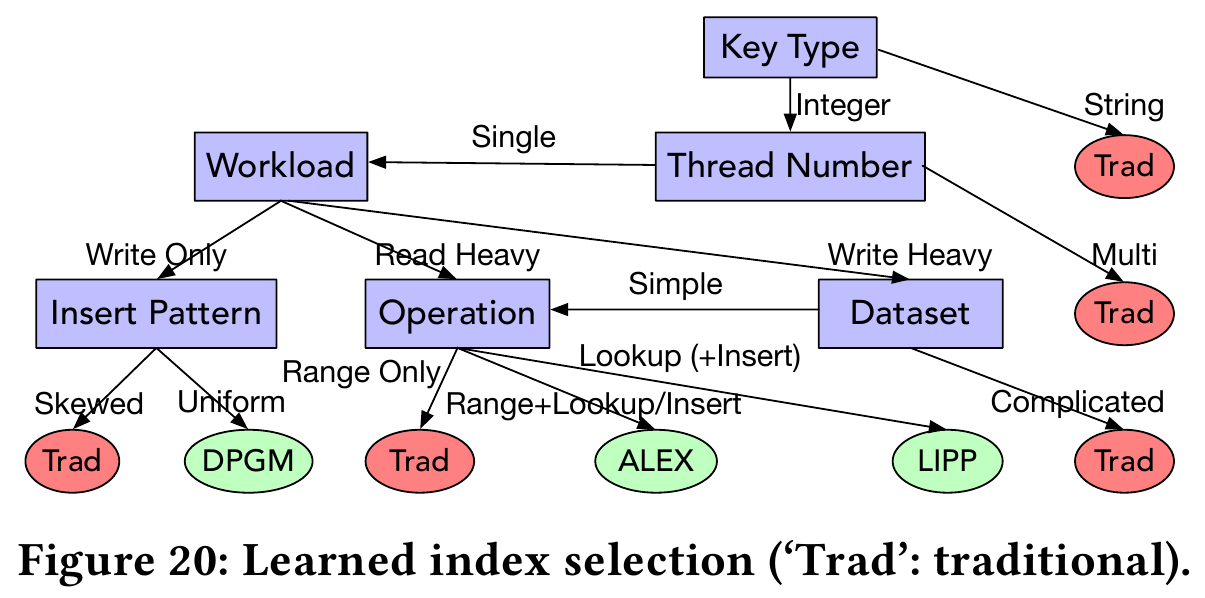 Key Type
Integer
String
Single
Workload
Thread Number
Trad
Write Only
Read Heavy
Write Heavy
Multi
Simple
Insert Pattern
Operation
Dataset
Trad
Lookup (+Insert)
Range Only
Skewed
Uniform
Range+Lookup/Insert
Complicated
Trad
DPGM
Trad
ALEX
LIPP
Trad
Figure 20: Learned index selection (‘Trad’: traditional).